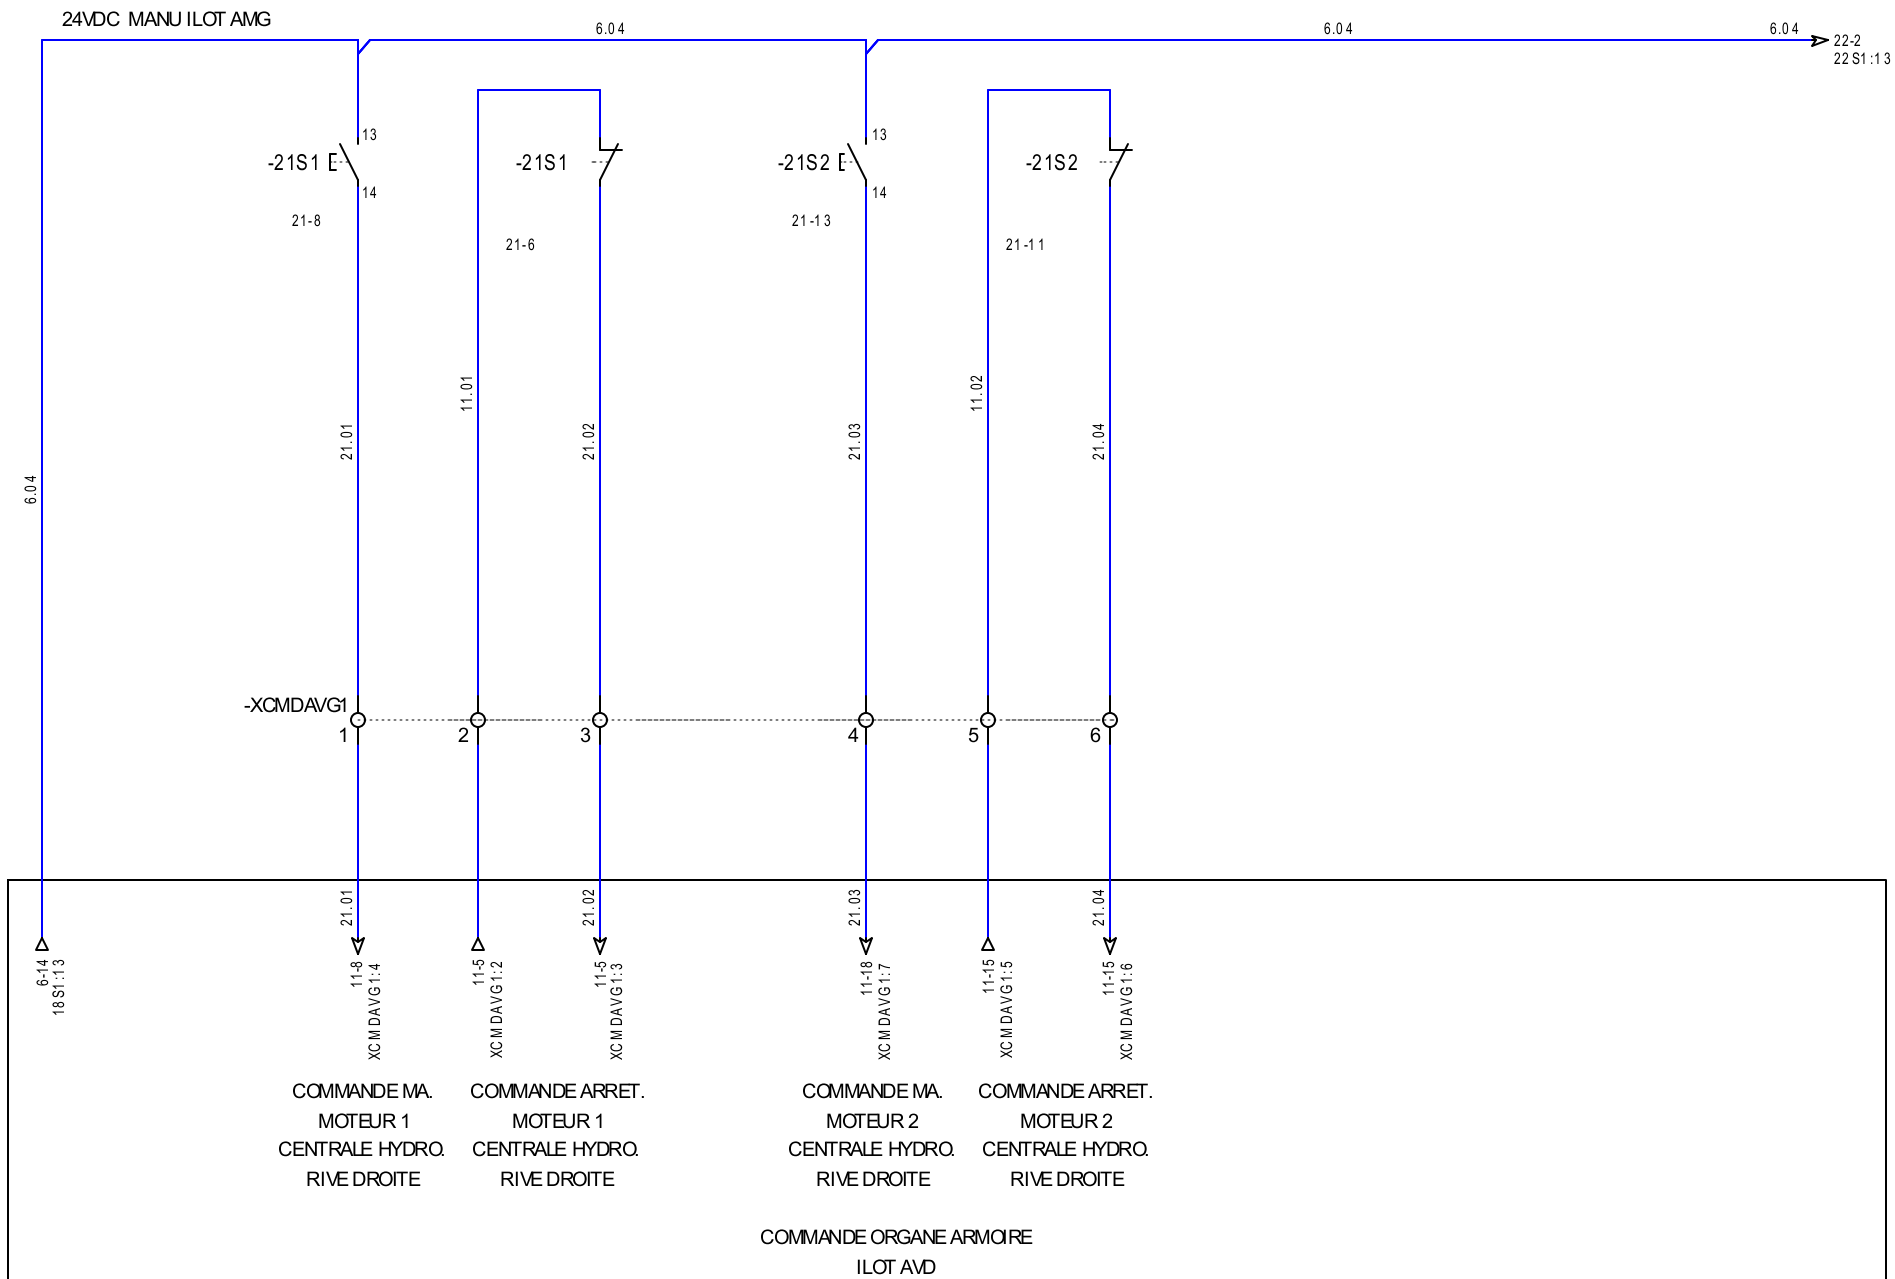 24VDC MANU ILOT AMG
6.04
6.04
6.04
22-2
22S1:13
13
-21S1
14
21-8
-21S1
21-6
13
-21S2
14
21-13
-21S2
21-11
6.04
21.01
11.01
21.02
21.03
11.02
21.04
-XCMDAVG1
1
2
3
4
5
6
21.01
21.02
21.03
21.04
6-14
18S1:13
11-8
XCMDAVG1:4
11-5
XCMDAVG1:2
11-5
XCMDAVG1:3
11-18
XCMDAVG1:7
11-15
XCMDAVG1:5
11-15
XCMDAVG1:6
COMMANDE MA.
MOTEUR 1
CENTRALE HYDRO.
RIVE DROITE
COMMANDE ARRET.
MOTEUR 1
CENTRALE HYDRO.
RIVE DROITE
COMMANDE MA.
MOTEUR 2
CENTRALE HYDRO.
RIVE DROITE
COMMANDE ARRET.
MOTEUR 2
CENTRALE HYDRO.
RIVE DROITE
COMMANDE ORGANE ARMOIRE
ILOT AVD